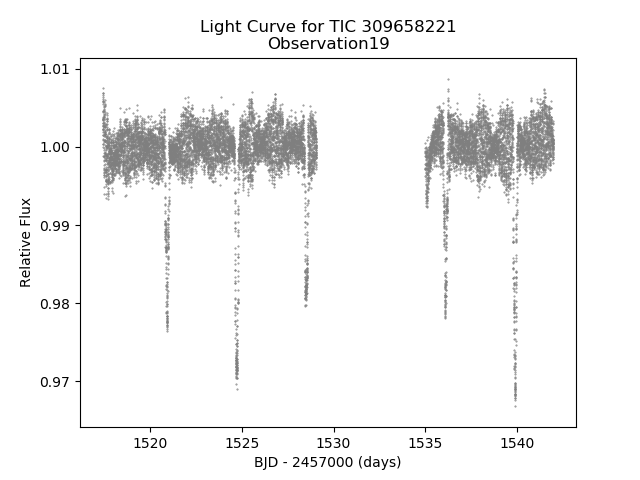 Light Curve for TIC 309658221
Observation19
1.01
1.00
0.99
0.98
0.97
Relative Flux
1520 1525 1530 1535 1540
BJD - 2457000 (days)